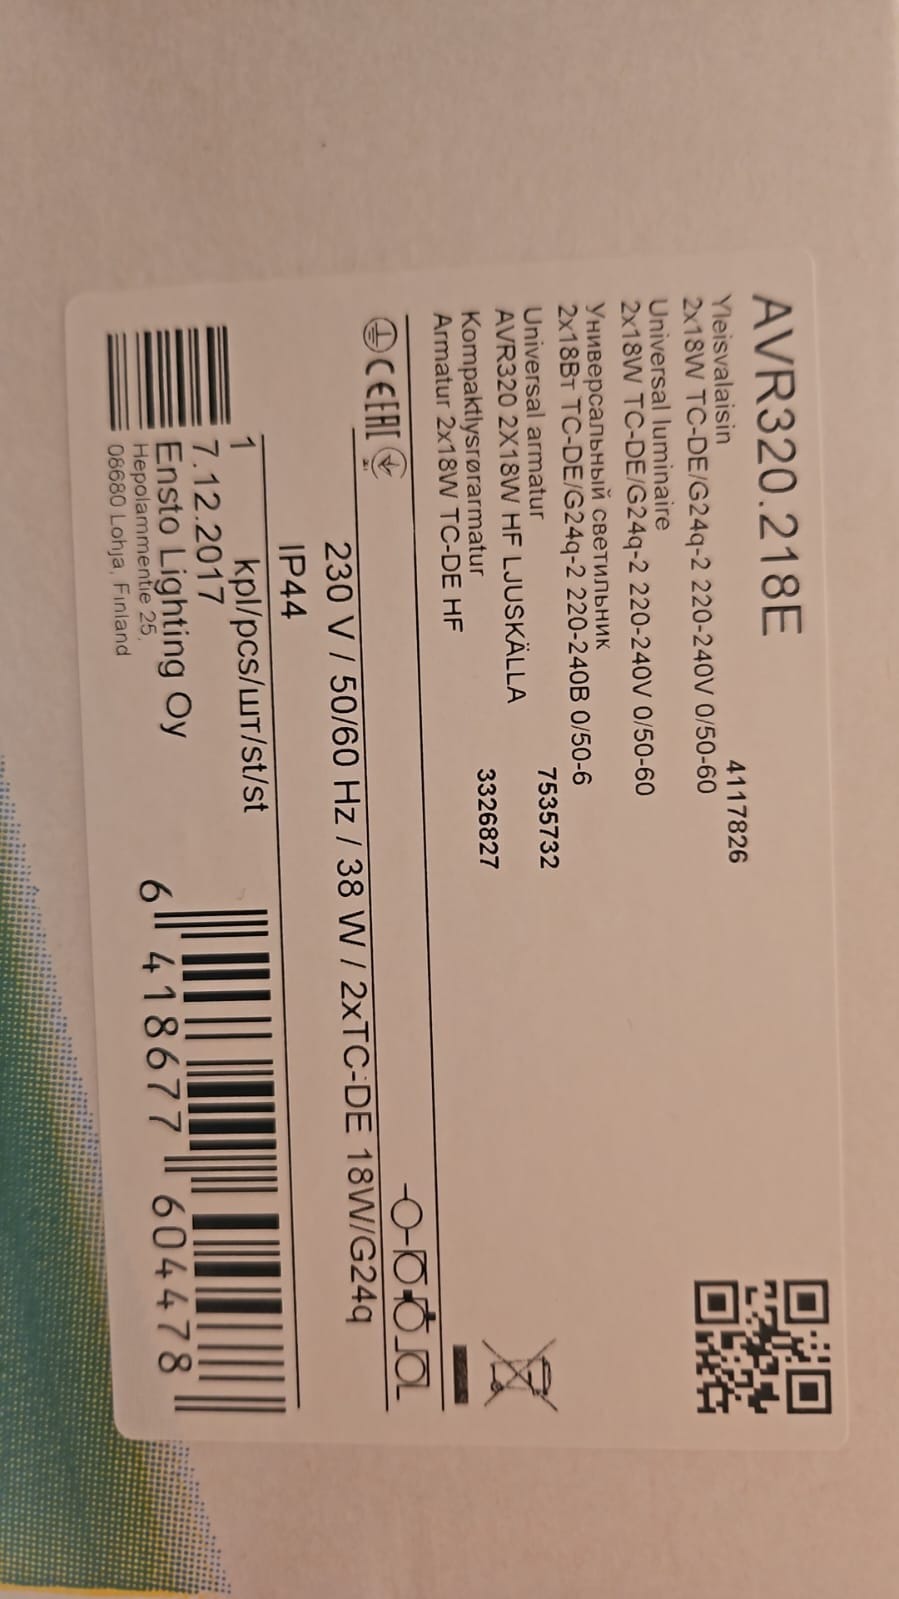 AVR320.218E
Yleisvalaisin 4117826
2x18W TC-DE/G24q-2 220-240V 0/50-60
Universal luminaire
2x18W TC-DE/G24q-2 220-240V 0/50-60
Универсальный светильник
2x18Вт TC-DE/G24q-2 220-240В 0/50-6
Universal armatur 7535732
AVR320 2X18W HF LJUSKÄLLA
Kompaktlysrørarmatur 3326827
Armatur 2x18W TC-DE HF
CE EAC
230 V / 50/60 Hz / 38 W / 2xTC-DE 18W/G24q
IP44
1 kpl/pcs/шт/st/st
7.12.2017
Ensto Lighting Oy
Hepolammentie 25,
08680 Lohja, Finland
6 418677 604478